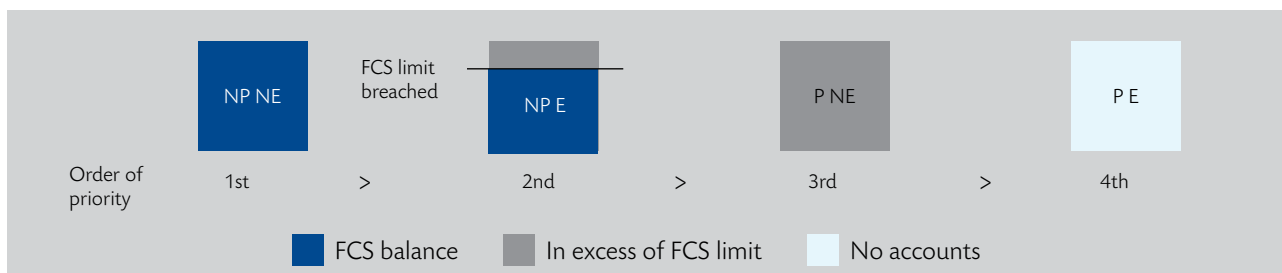 FCS limit
breached
NP NE
NP E
P NE
P E
Order of
priority
1st > 2nd > 3rd > 4th
FCS balance In excess of FCS limit No accounts